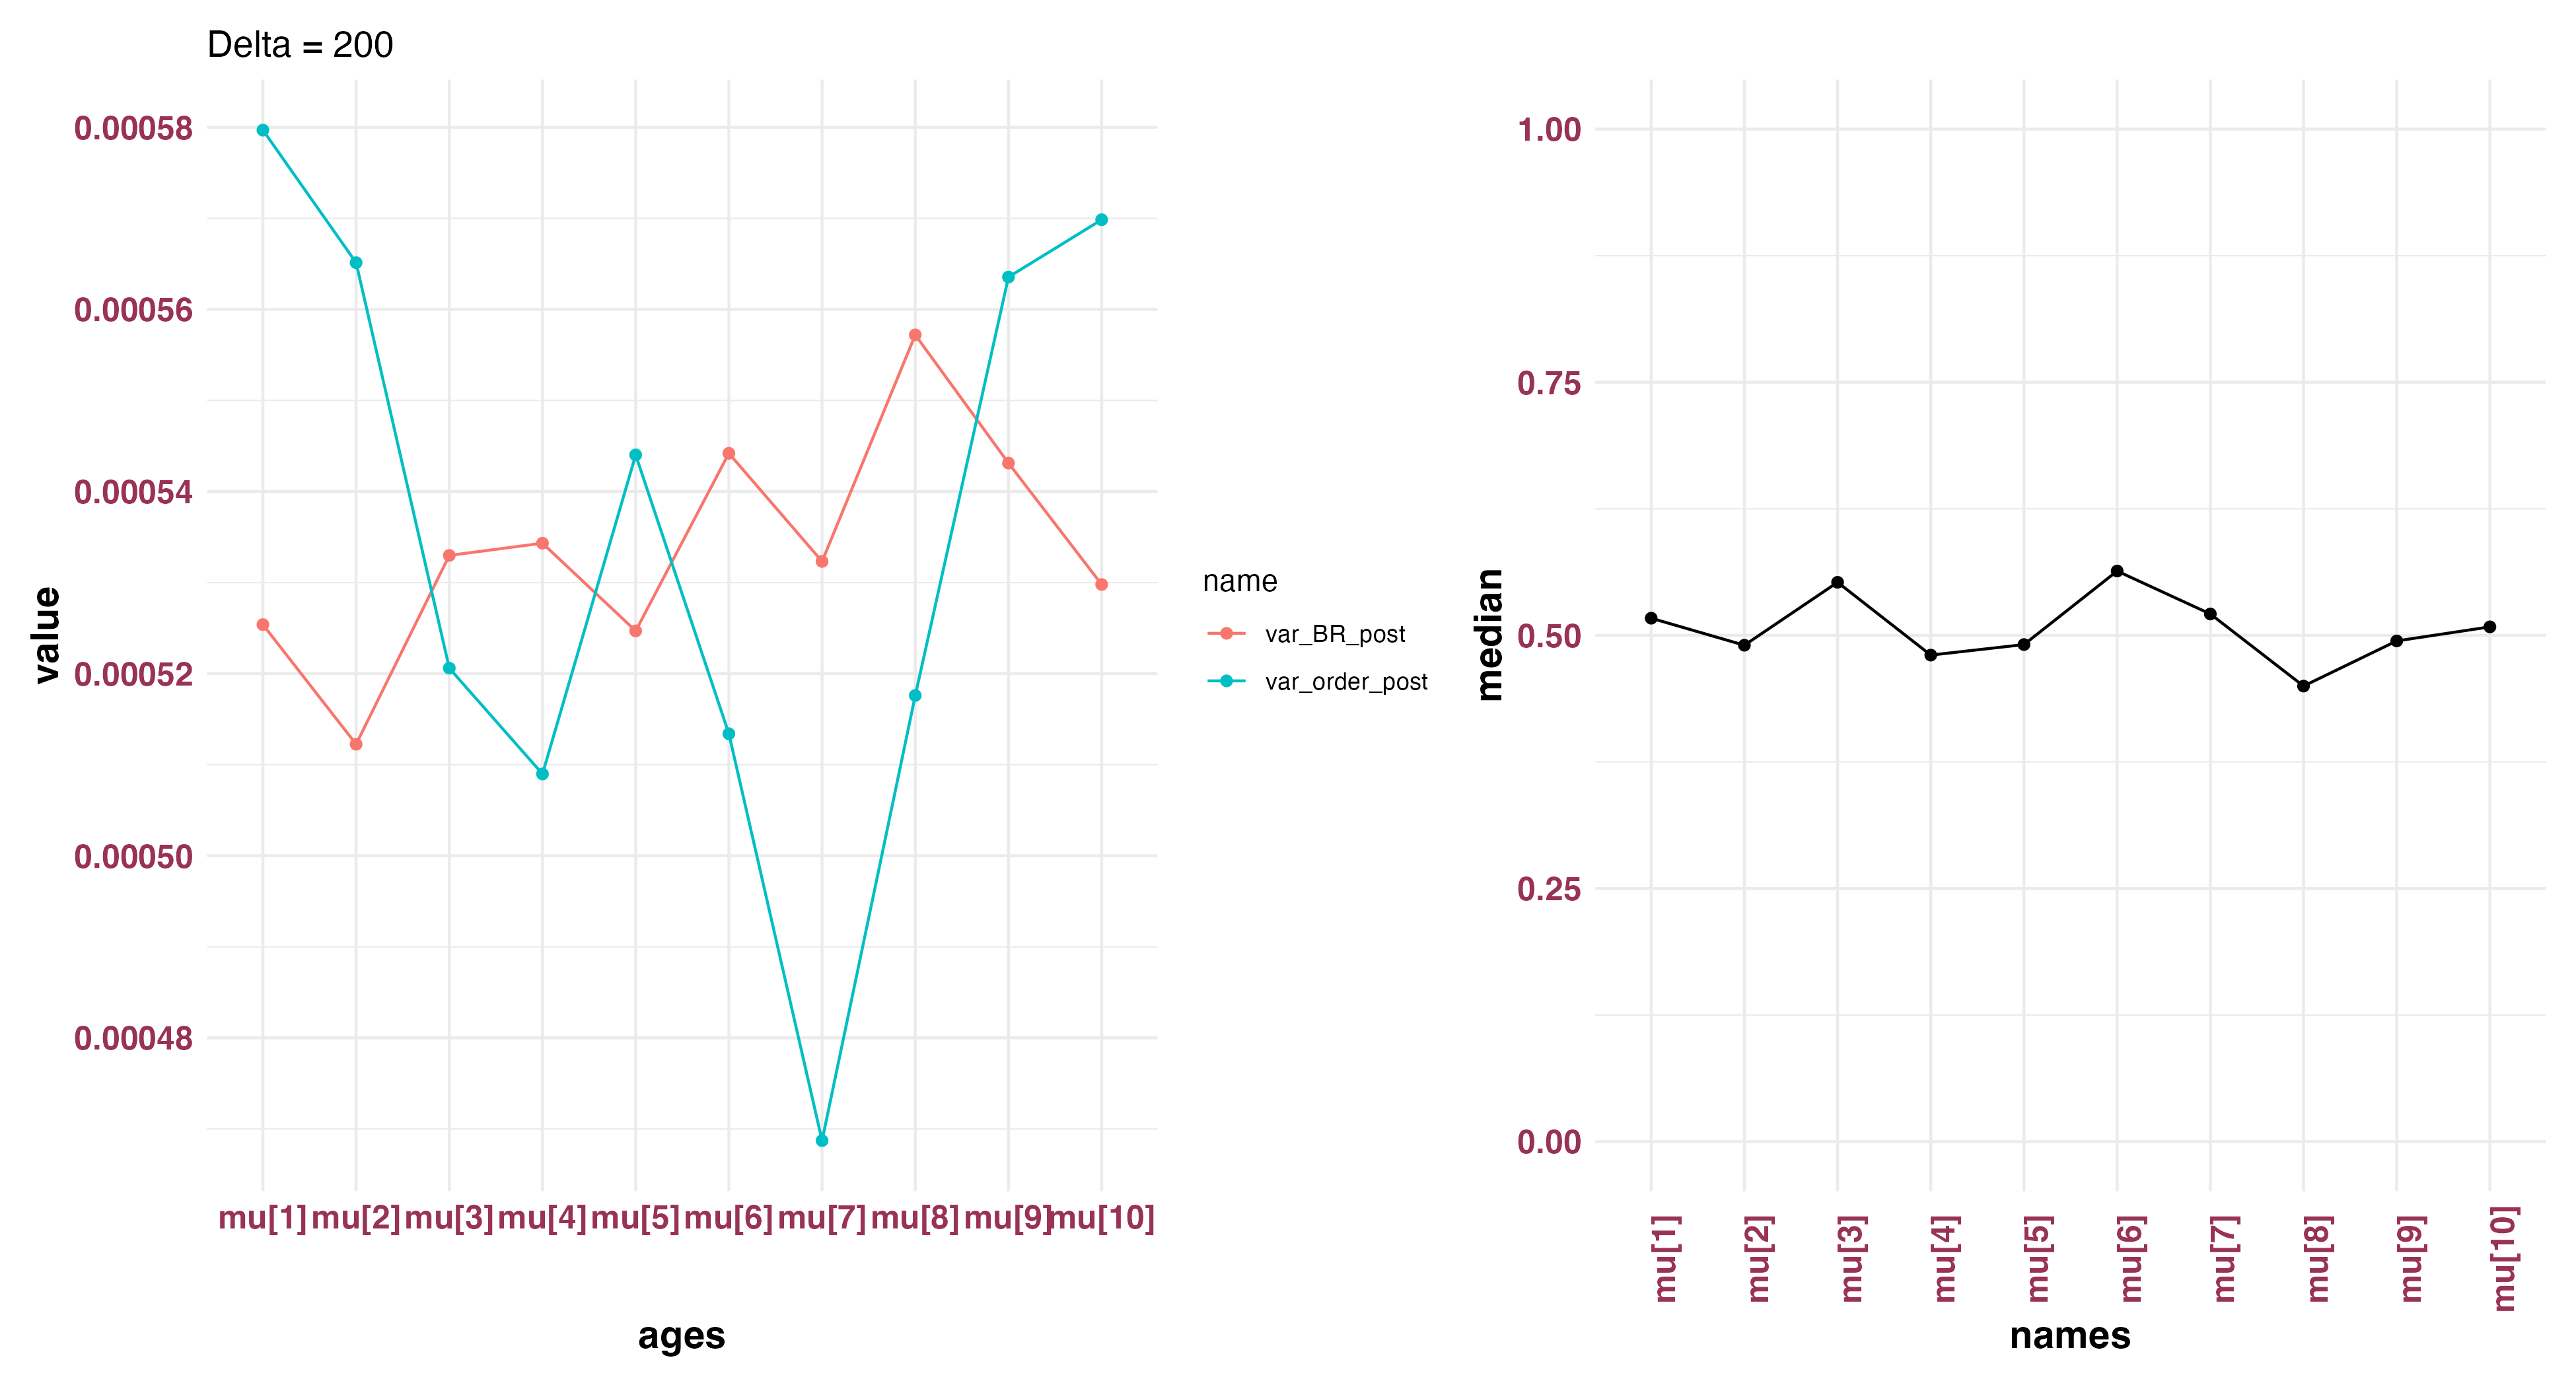 Delta = 200
0.00058
0.00056
0.00054
0.00052
0.00050
0.00048
value
mu[1] mu[2] mu[3] mu[4] mu[5] mu[6] mu[7] mu[8] mu[9] mu[10]
ages
name
var_BR_post
var_order_post
1.00
0.75
0.50
0.25
0.00
median
mu[1]
mu[2]
mu[3]
mu[4]
mu[5]
mu[6]
mu[7]
mu[8]
mu[9]
mu[10]
names